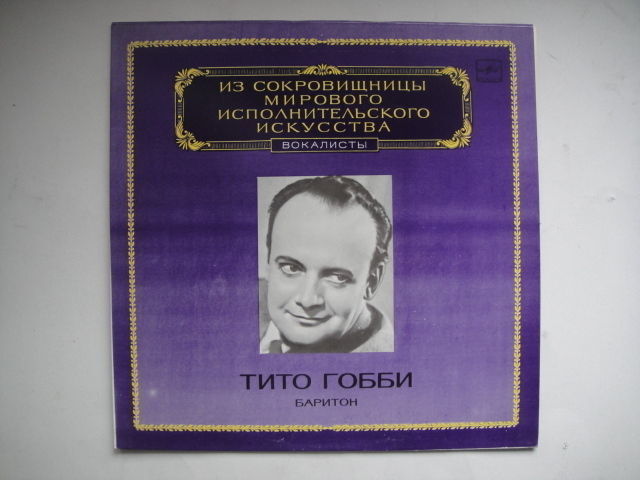 ИЗ СОКРОВИЩНИЦЫ
МИРОВОГО
ИСПОЛНИТЕЛЬСКОГО
ИСКУССТВА
ВОКАЛИСТЫ
ТИТО ГОББИ
БАРИТОН